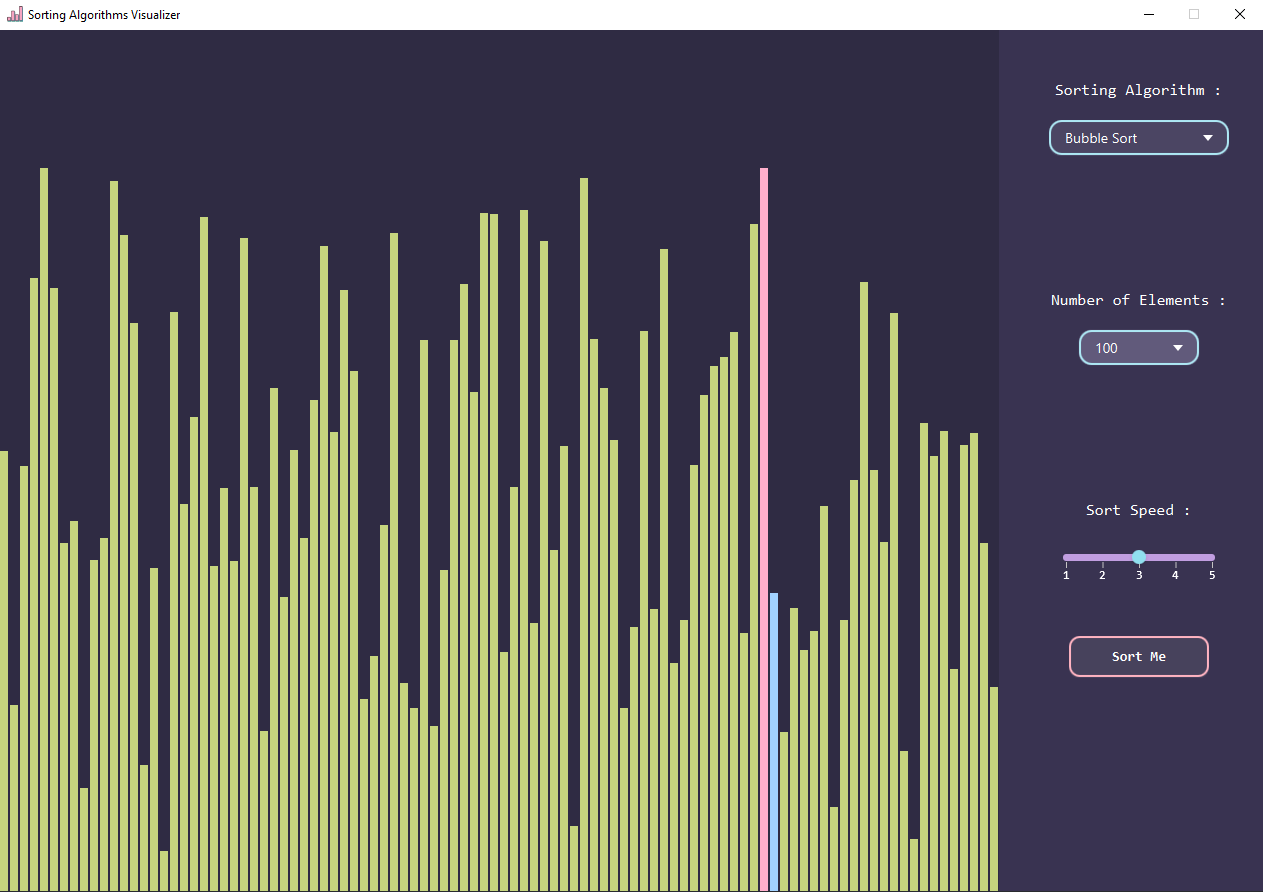 Sorting Algorithms Visualizer
Sorting Algorithm :
Bubble Sort
Number of Elements :
100
Sort Speed :
1 2 3 4 5
Sort Me